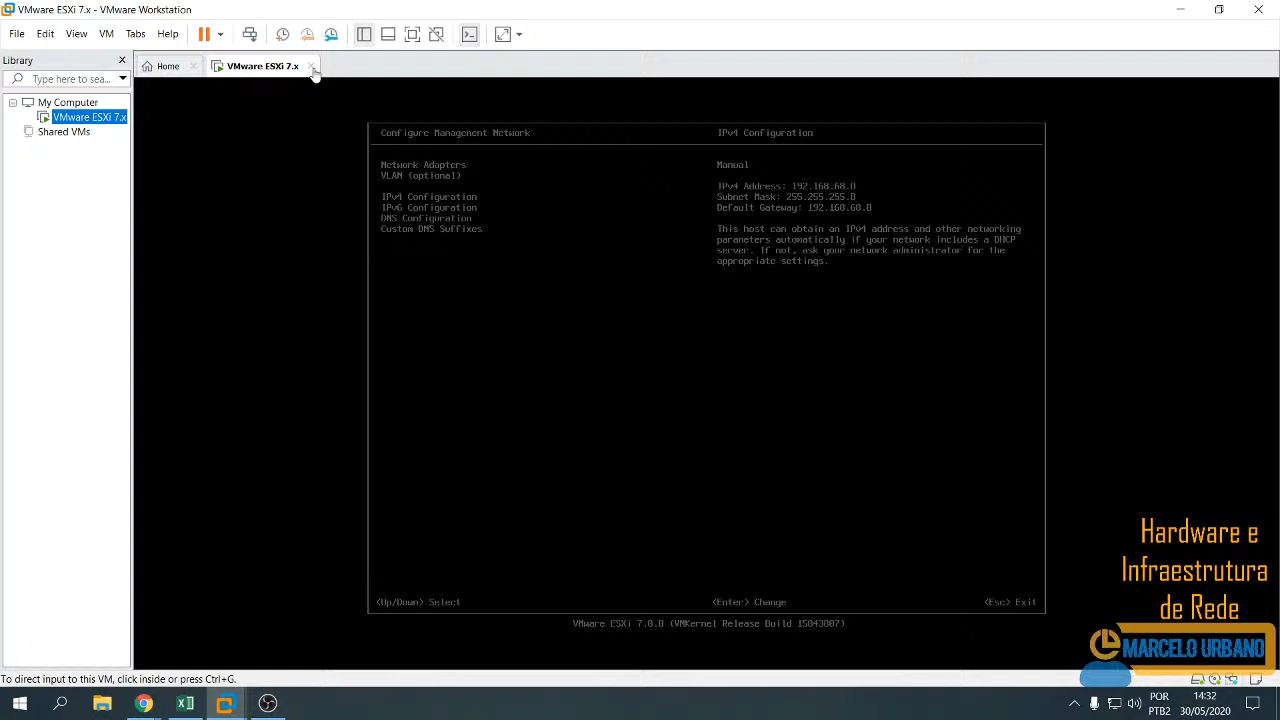 VMware ESXi 7.x - VMware Workstation
File Edit View VM Tabs Help
Library
Type here to sea...
My Computer
VMware ESXi 7.x
Shared VMs
Home
VMware ESXi 7.x
Configure Management Network
IPv4 Configuration
Network Adapters
VLAN (optional)
IPv4 Configuration
IPv6 Configuration
DNS Configuration
Custom DNS Suffixes
Manual
IPv4 Address: 192.168.68.0
Subnet Mask: 255.255.255.0
Default Gateway: 192.168.68.0
This host can obtain an IPv4 address and other networking
parameters automatically if your network includes a DHCP
server. If not, ask your network administrator for the
appropriate settings.
<Up/Down> Select
<Enter> Change
<Esc> Exit
VMware ESXi 7.0.0 (VMKernel Release Build 15843807)
Hardware e
Infraestrutura
de Rede
MARCELO URBANO
To direct input to this VM, click inside or press Ctrl+G.
POR
PTB2
14:32
30/05/2020